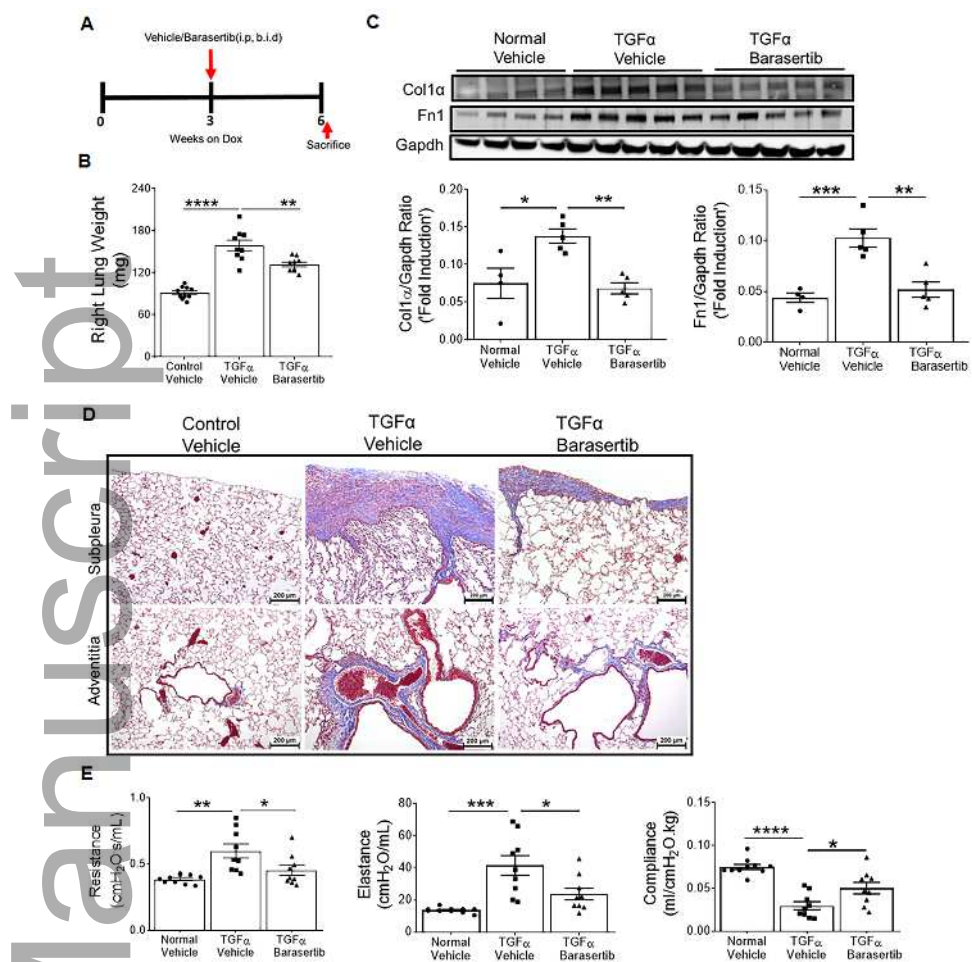 A
Vehicle/Barasertib(i.p, b.i.d)
0
3
6
Weeks on Dox
Sacrifice
B
Right Lung Weight
(mg)
240
180
120
60
0
****
**
Control
Vehicle
TGFα
Vehicle
TGFα
Barasertib
C
Normal
Vehicle
TGFα
Vehicle
TGFα
Barasertib
Col1α
Fn1
Gapdh
Col1α/Gapdh Ratio
('Fold Induction')
0.20
0.15
0.10
0.05
0.00
*
**
Normal
Vehicle
TGFα
Vehicle
TGFα
Barasertib
Fn1/Gapdh Ratio
('Fold Induction')
0.15
0.10
0.05
0.00
***
**
Normal
Vehicle
TGFα
Vehicle
TGFα
Barasertib
D
Control
Vehicle
TGFα
Vehicle
TGFα
Barasertib
Subpleura
200 µm
200 µm
200 µm
Adventitia
200 µm
200 µm
200 µm
E
Resistance
(cmH₂O s/mL)
1.0
0.5
0.0
**
*
Normal
Vehicle
TGFα
Vehicle
TGFα
Barasertib
Elastance
(cmH₂O/mL)
80
60
40
20
0
***
*
Normal
Vehicle
TGFα
Vehicle
TGFα
Barasertib
Compliance
(ml/cmH₂O.kg)
0.15
0.10
0.05
0.00
****
*
Normal
Vehicle
TGFα
Vehicle
TGFα
Barasertib
Manuscript